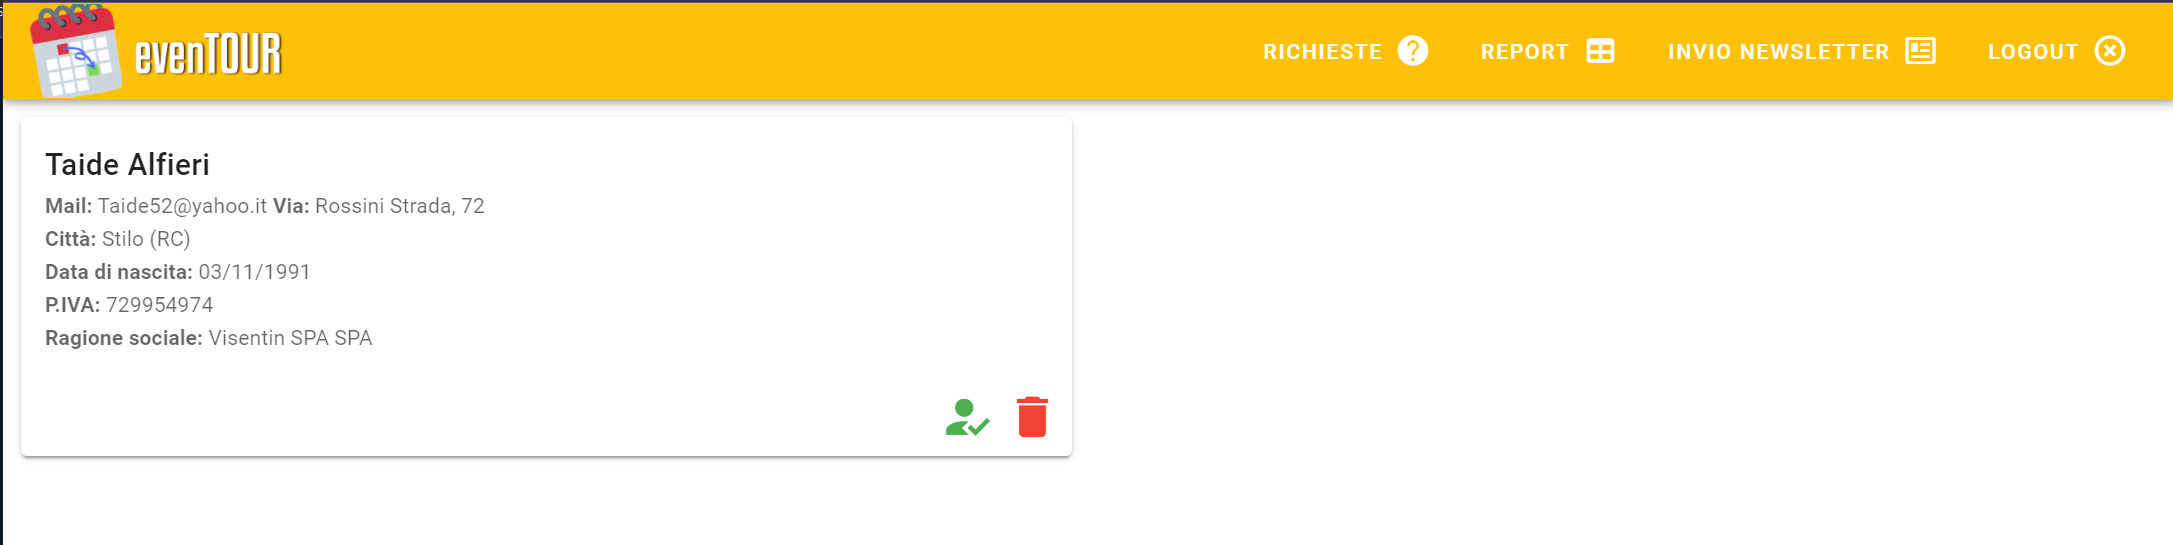 evenTOUR
RICHIESTE
REPORT
INVIO NEWSLETTER
LOGOUT
Taide Alfieri
Mail: Taide52@yahoo.it Via: Rossini Strada, 72
Città: Stilo (RC)
Data di nascita: 03/11/1991
P.IVA: 729954974
Ragione sociale: Visentin SPA SPA